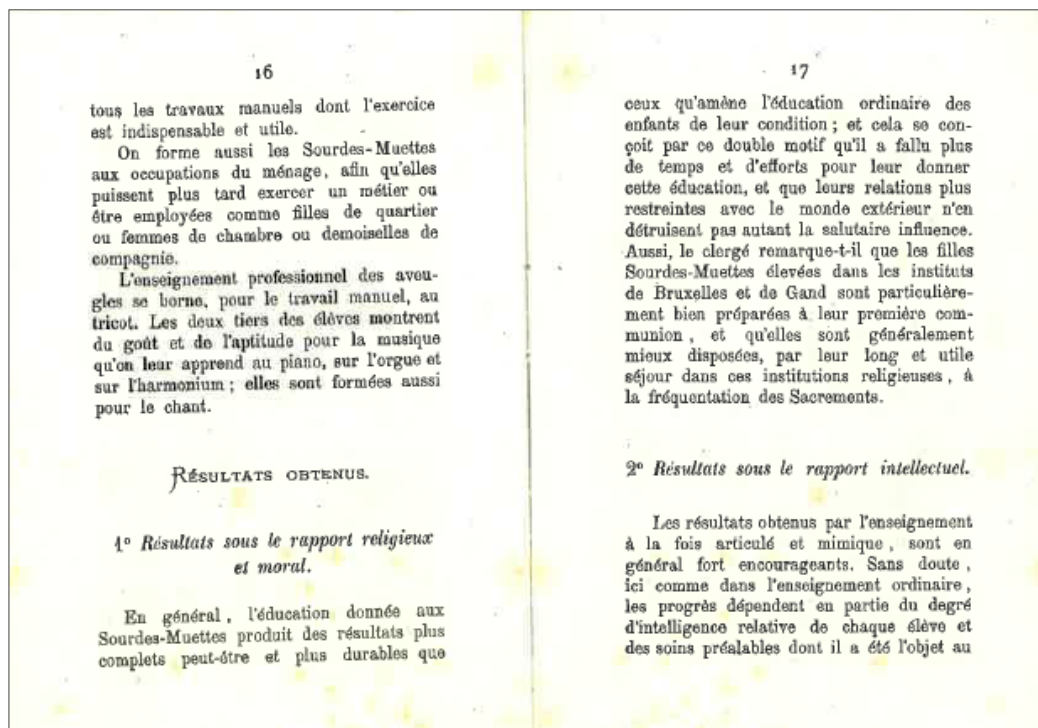 16
tous les travaux manuels dont l'exercice
est indispensable et utile.
On forme aussi les Sourdes-Muettes
aux occupations du ménage, afin qu'elles
puissent plus tard exercer un métier ou
être employées comme filles de quartier
ou femmes de chambre ou demoiselles de
compagnie.
L'enseignement professionnel des aveu-
gles se borne, pour le travail manuel, au
tricot. Les deux tiers des élèves montrent
du goût et de l'aptitude pour la musique
qu'on leur apprend au piano, sur l'orgue et
sur l'harmonium ; elles sont formées aussi
pour le chant.
RÉSULTATS OBTENUS.
1º Résultats sous le rapport religieux
et moral.
En général, l'éducation donnée aux
Sourdes-Muettes produit des résultats plus
complets peut-être et plus durables que
17
ceux qu'amène l'éducation ordinaire des
enfants de leur condition ; et cela se con-
çoit par ce double motif qu'il a fallu plus
de temps et d'efforts pour leur donner
cette éducation, et que leurs relations plus
restreintes avec le monde extérieur n'en
détruisent pas autant la salutaire influence.
Aussi, le clergé remarque-t-il que les filles
Sourdes-Muettes élevées dans les instituts
de Bruxelles et de Gand sont particulière-
ment bien préparées à leur première com-
munion, et qu'elles sont généralement
mieux disposées, par leur long et utile
séjour dans ces institutions religieuses, à
la fréquentation des Sacrements.
2º Résultats sous le rapport intellectuel.
Les résultats obtenus par l'enseignement
à la fois articulé et mimique, sont en
général fort encourageants. Sans doute,
ici comme dans l'enseignement ordinaire,
les progrès dépendent en partie du degré
d'intelligence relative de chaque élève et
des soins préalables dont il a été l'objet au